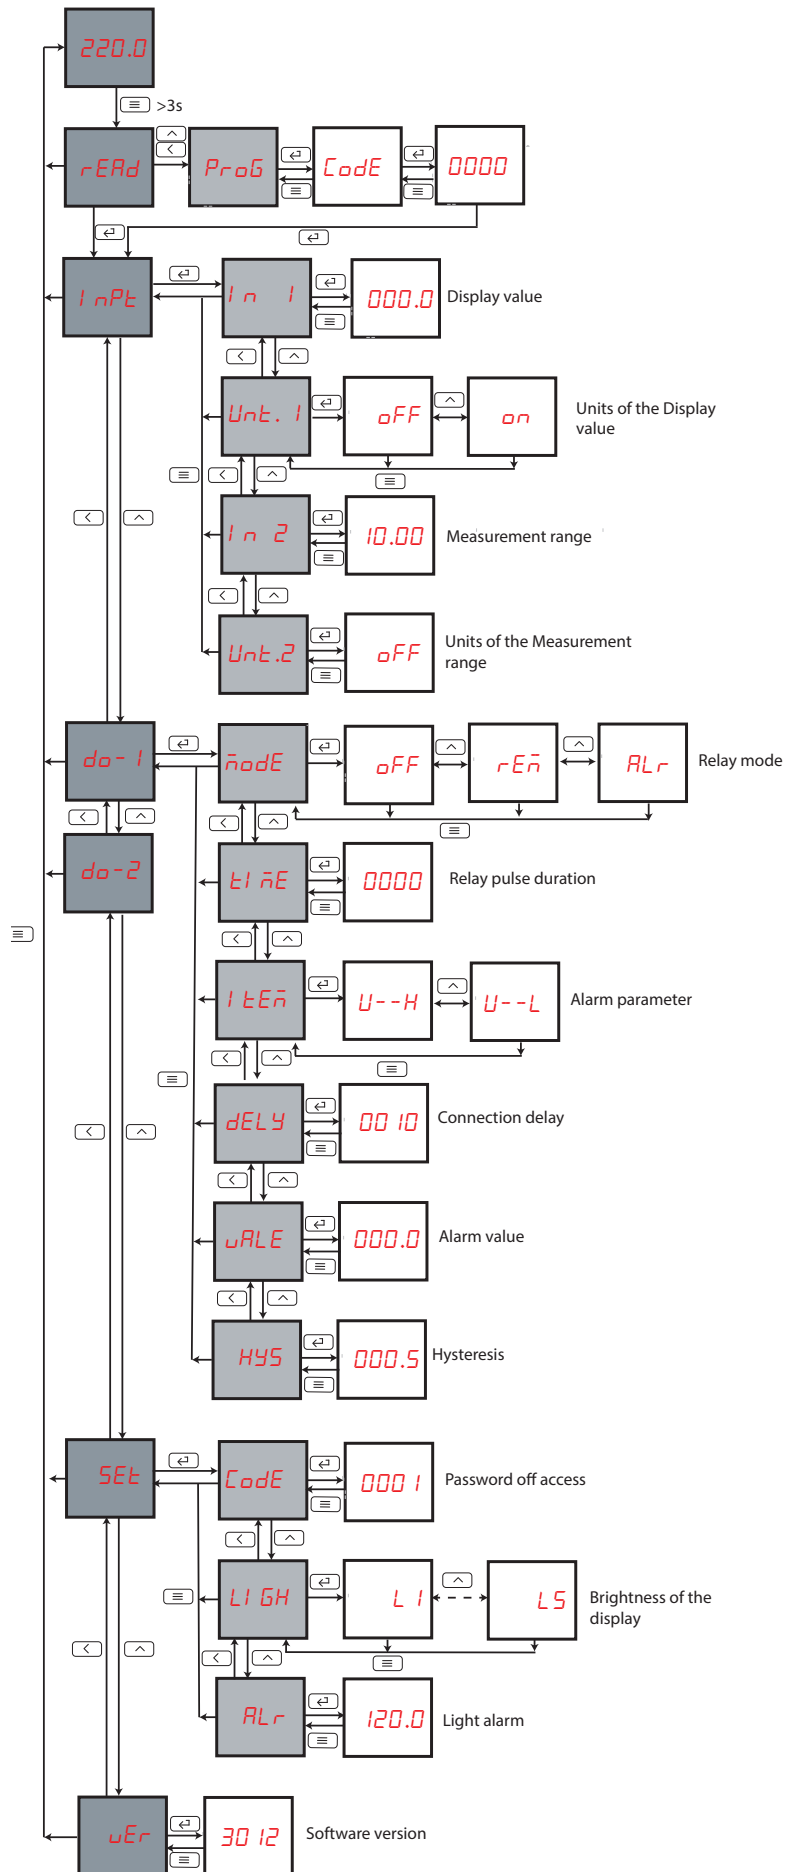 220.0
>3s
rEAd
ProG
CodE
0000
InPt
In 1
000.0
Display value
Unt. 1
oFF
on
Units of the Display
value
In 2
10.00
Measurement range
Unt.2
oFF
Units of the Measurement
range
do-1
modE
oFF
rEm
ALr
Relay mode
do-2
tImE
0000
Relay pulse duration
ItEm
U--H
U--L
Alarm parameter
dELY
0010
Connection delay
uALE
000.0
Alarm value
HYS
000.5
Hysteresis
SEt
CodE
0001
Password off access
LIGH
L1
L5
Brightness of the
display
ALr
120.0
Light alarm
uEr
3012
Software version